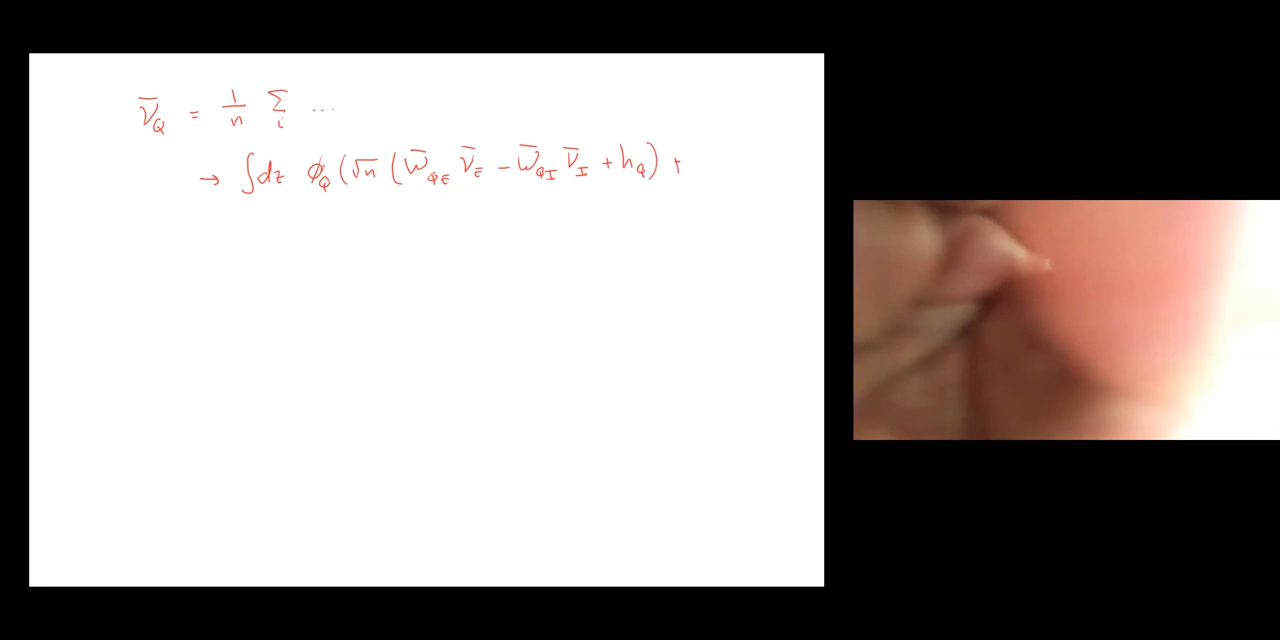 ν̄_Q = 1/n Σ_i ...
→ ∫dz ϕ_Q (√n (w̄_QE ν̄_E − w̄_QI ν̄_I + h_Q) +